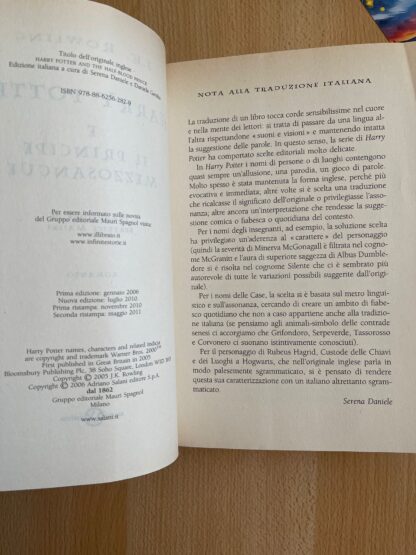 Titolo dell'originale inglese
HARRY POTTER AND THE HALF-BLOOD PRINCE
Edizione italiana a cura di Serena Daniele e Daniele
ISBN 978-88-6256-282-9
IL PRINCIPE
MEZZOSANGUE
Per essere informato sulle novità
del Gruppo editoriale Mauri Spagnol visita:
www.illibraio.it
www.infinitestorie.it
Prima edizione: gennaio 2006
Nuova edizione: luglio 2010
Prima ristampa: novembre 2010
Seconda ristampa: maggio 2011
Harry Potter names, characters and related indicia
are copyright and trademark Warner Bros. 2000™
First published in Great Britain in 2005
Bloomsbury Publishing Plc, 38 Soho Square, London W1D
Copyright © 2005 J.K. Rowling
Copyright © 2006 Adriano Salani editore S.p.A.
dal 1862
Gruppo editoriale Mauri Spagnol
Milano
www.salani.it
NOTA ALLA TRADUZIONE ITALIANA
La traduzione di un libro tocca corde sensibilissime nel cuore
e nella mente dei lettori: si tratta di passare da una lingua al-
l'altra rispettandone «suoni e visioni» e mantenendo intatta
la suggestione delle parole. In questo senso, la serie di Harry
Potter ha comportato scelte editoriali molto delicate.
In Harry Potter i nomi di persone o di luoghi contengono
quasi sempre un'allusione, una parodia, un gioco di parole.
Molto spesso è stata mantenuta la forma inglese, perché più
evocativa e immediata, altre volte si è scelta una traduzione
che ricalcasse il significato dell'originale o privilegiasse l'asso-
nanza; altre ancora un'interpretazione che rendesse la sugge-
stione comica o fiabesca o quotidiana del contesto.
Per i nomi degli insegnanti, ad esempio, la soluzione scelta
ha privilegiato un'aderenza al «carattere» del personaggio
(quindi la severità di Minerva McGonagall è filtrata nel cogno-
me McGranitt e l'aura di superiore saggezza di Albus Dumble-
dore si è risolta nel cognome Silente che ci è sembrato più
autorevole di tutte le variazioni possibili suggerite dall'ori-
ginale).
Per i nomi delle Case, la scelta si è basata sul metro lingui-
stico e sull'assonanza, cercando di creare un ambito di fiabe-
sco quotidiano che non a caso appartiene anche alla tradizione
italiana (se pensiamo agli animali-simbolo delle contrade
senesi ci accorgiamo che Grifondoro, Serpeverde, Tassorosso
e Corvonero ci suonano istintivamente conosciuti).
Per il personaggio di Rubeus Hagrid, Custode delle Chiavi
e dei Luoghi a Hogwarts, che nell'originale inglese parla in
modo palesemente sgrammaticato, si è pensato di rendere
questa sua caratterizzazione con un italiano altrettanto sgram-
maticato.
Serena Daniele